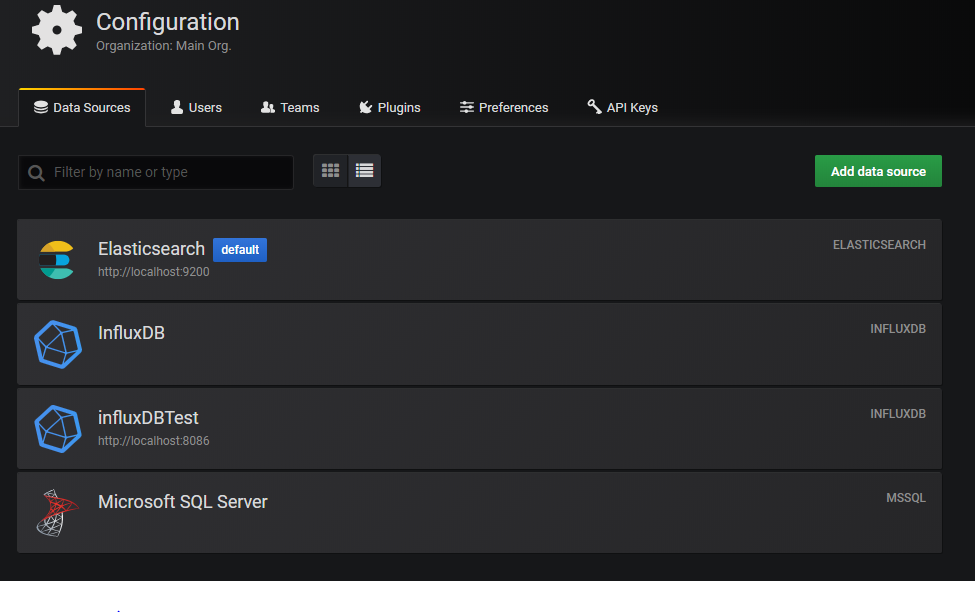 Configuration
Organization: Main Org.
Data Sources Users Teams Plugins Preferences API Keys
Filter by name or type
Add data source
Elasticsearch default ELASTICSEARCH
http://localhost:9200
InfluxDB INFLUXDB
influxDBTest INFLUXDB
http://localhost:8086
Microsoft SQL Server MSSQL